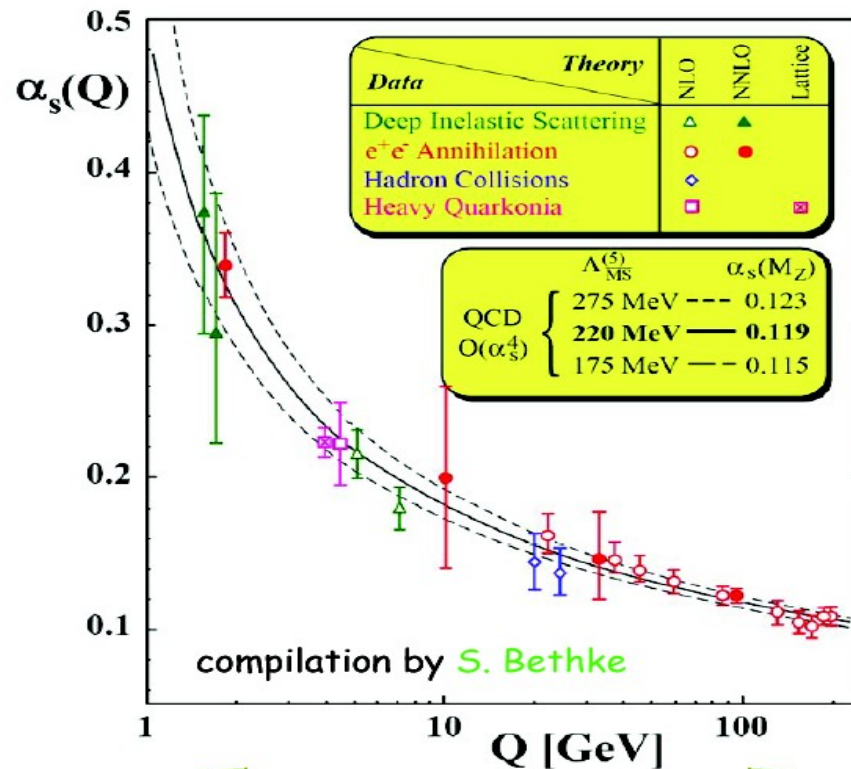 0.5
αs(Q)
0.4
0.3
0.2
0.1
Theory
Data
NLO
NNLO
Lattice
Deep Inelastic Scattering
e⁺e⁻ Annihilation
Hadron Collisions
Heavy Quarkonia
Λ(5)MS αs(MZ)
QCD
O(αs⁴)
275 MeV 0.123
220 MeV 0.119
175 MeV 0.115
compilation by S. Bethke
1 10 100
Q [GeV]